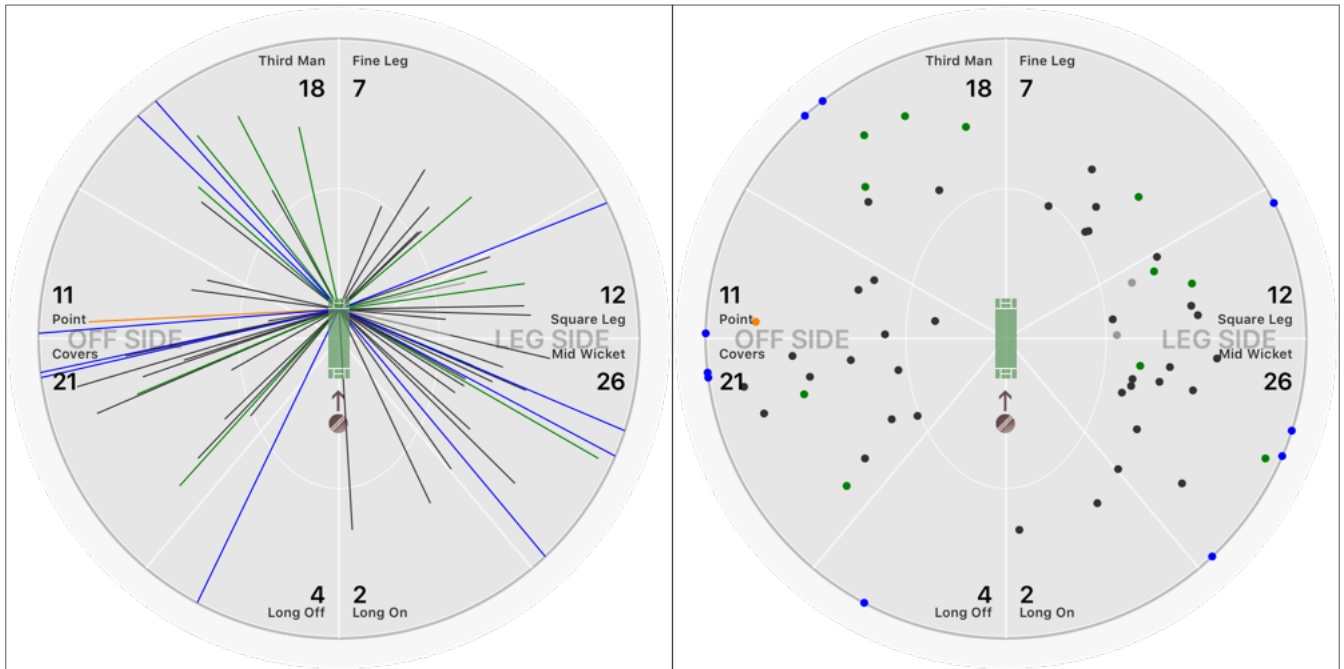 Third Man Fine Leg
18 7
11 12
Point Square Leg
OFF SIDE LEG SIDE
Covers Mid Wicket
21 26
4 2
Long Off Long On
Third Man Fine Leg
18 7
11 12
Point Square Leg
OFF SIDE LEG SIDE
Covers Mid Wicket
21 26
4 2
Long Off Long On